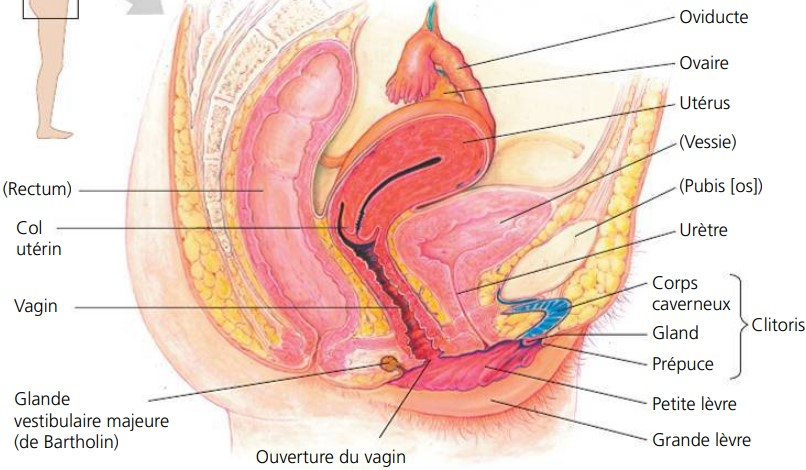 Oviducte
Ovaire
Utérus
(Vessie)
(Pubis [os])
Urètre
Corps
caverneux
Gland
Prépuce
Clitoris
Petite lèvre
Grande lèvre
(Rectum)
Col
utérin
Vagin
Glande
vestibulaire majeure
(de Bartholin)
Ouverture du vagin